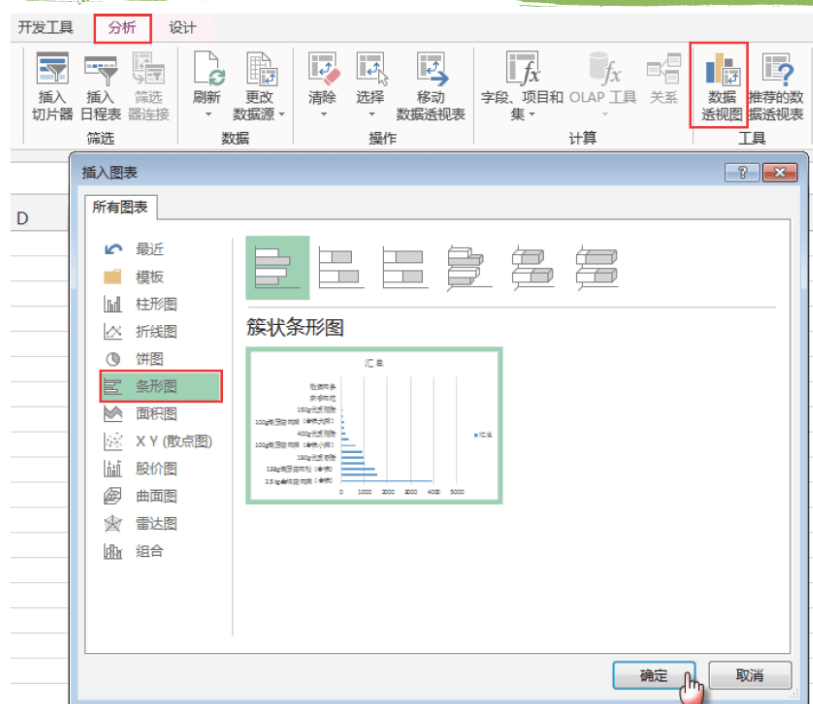 开发工具 分析 设计
插入切片器 插入日程表 筛选器连接 刷新 更改数据源 清除 选择 移动数据透视表 字段、项目和集 OLAP 工具 关系 数据透视图 推荐的数据透视表
筛选 数据 操作 计算 工具
插入图表
D
所有图表
最近
模板
柱形图
折线图
饼图
条形图
面积图
X Y (散点图)
股价图
曲面图
雷达图
组合
簇状条形图
汇总
汇总
0 1000 2000 3000 4000 5000
确定 取消